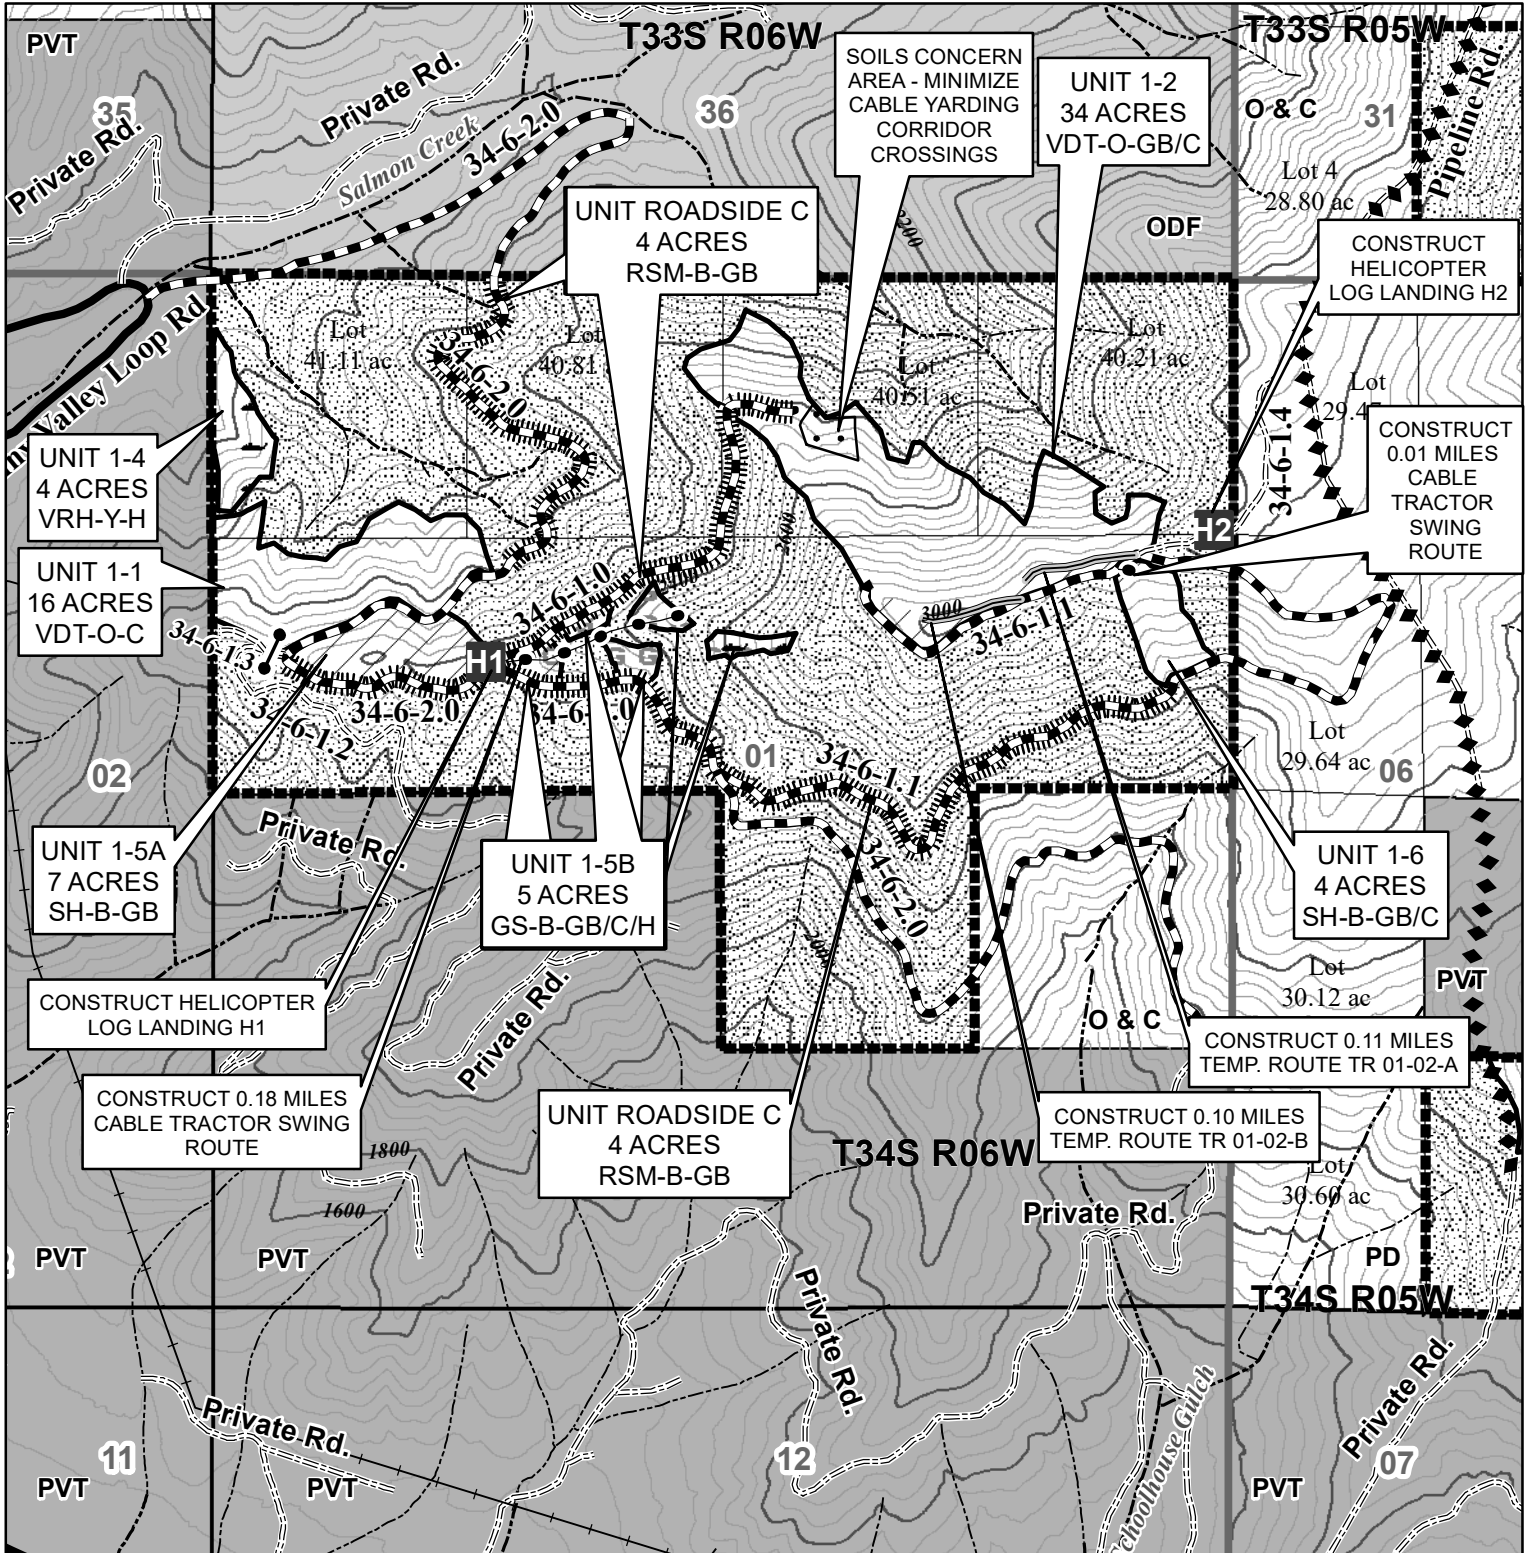 PVT
35
T33S R06W
36
T33S R05W
Private Rd.
Private Rd.
Salmon Creek
34-6-2.0
SOILS CONCERN
AREA - MINIMIZE
CABLE YARDING
CORRIDOR
CROSSINGS
UNIT 1-2
34 ACRES
VDT-O-GB/C
O & C
31
Pipeline Rd.
Lot 4
28.80 ac
ODF
UNIT ROADSIDE C
4 ACRES
RSM-B-GB
CONSTRUCT
HELICOPTER
LOG LANDING H2
Valley Loop Rd
Lot
41.11 ac
34-6-2.0
Lot
40.81
Lot
40.51 ac
Lot
40.21 ac
Lot
34-6-1.4
CONSTRUCT
0.01 MILES
CABLE
TRACTOR
SWING
ROUTE
UNIT 1-4
4 ACRES
VRH-Y-H
H2
2600
UNIT 1-1
16 ACRES
VDT-O-C
34-6-1.0
3000
34-6-1.1
34-6-1.3
H1
34-6-2.0
34-6-1.2
02
01
34-6-1.1
34-6-2.0
Lot
29.64 ac
06
Private Rd.
UNIT 1-5A
7 ACRES
SH-B-GB
UNIT 1-5B
5 ACRES
GS-B-GB/C/H
UNIT 1-6
4 ACRES
SH-B-GB/C
Lot
30.12 ac
PVT
O & C
CONSTRUCT HELICOPTER
LOG LANDING H1
Private Rd.
CONSTRUCT 0.11 MILES
TEMP. ROUTE TR 01-02-A
CONSTRUCT 0.18 MILES
CABLE TRACTOR SWING
ROUTE
UNIT ROADSIDE C
4 ACRES
RSM-B-GB
CONSTRUCT 0.10 MILES
TEMP. ROUTE TR 01-02-B
T34S R06W
1800
1600
Lot
30.60 ac
Private Rd.
PVT
PVT
PD
T34S R05W
Private Rd.
Private Rd.
Private Rd.
Schoolhouse Gulch
11
12
07
PVT
PVT
PVT